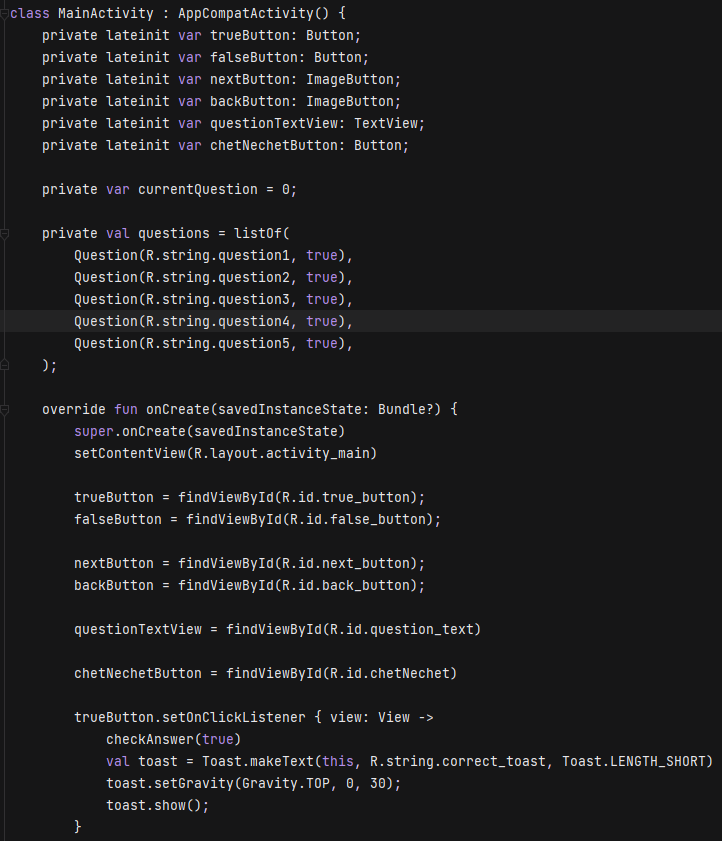 class MainActivity : AppCompatActivity() {
    private lateinit var trueButton: Button;
    private lateinit var falseButton: Button;
    private lateinit var nextButton: ImageButton;
    private lateinit var backButton: ImageButton;
    private lateinit var questionTextView: TextView;
    private lateinit var chetNechetButton: Button;

    private var currentQuestion = 0;

    private val questions = listOf(
        Question(R.string.question1, true),
        Question(R.string.question2, true),
        Question(R.string.question3, true),
        Question(R.string.question4, true),
        Question(R.string.question5, true),
    );

    override fun onCreate(savedInstanceState: Bundle?) {
        super.onCreate(savedInstanceState)
        setContentView(R.layout.activity_main)

        trueButton = findViewById(R.id.true_button);
        falseButton = findViewById(R.id.false_button);

        nextButton = findViewById(R.id.next_button);
        backButton = findViewById(R.id.back_button);

        questionTextView = findViewById(R.id.question_text)

        chetNechetButton = findViewById(R.id.chetNechet)

        trueButton.setOnClickListener { view: View ->
            checkAnswer(true)
            val toast = Toast.makeText(this, R.string.correct_toast, Toast.LENGTH_SHORT)
            toast.setGravity(Gravity.TOP, 0, 30);
            toast.show();
        }